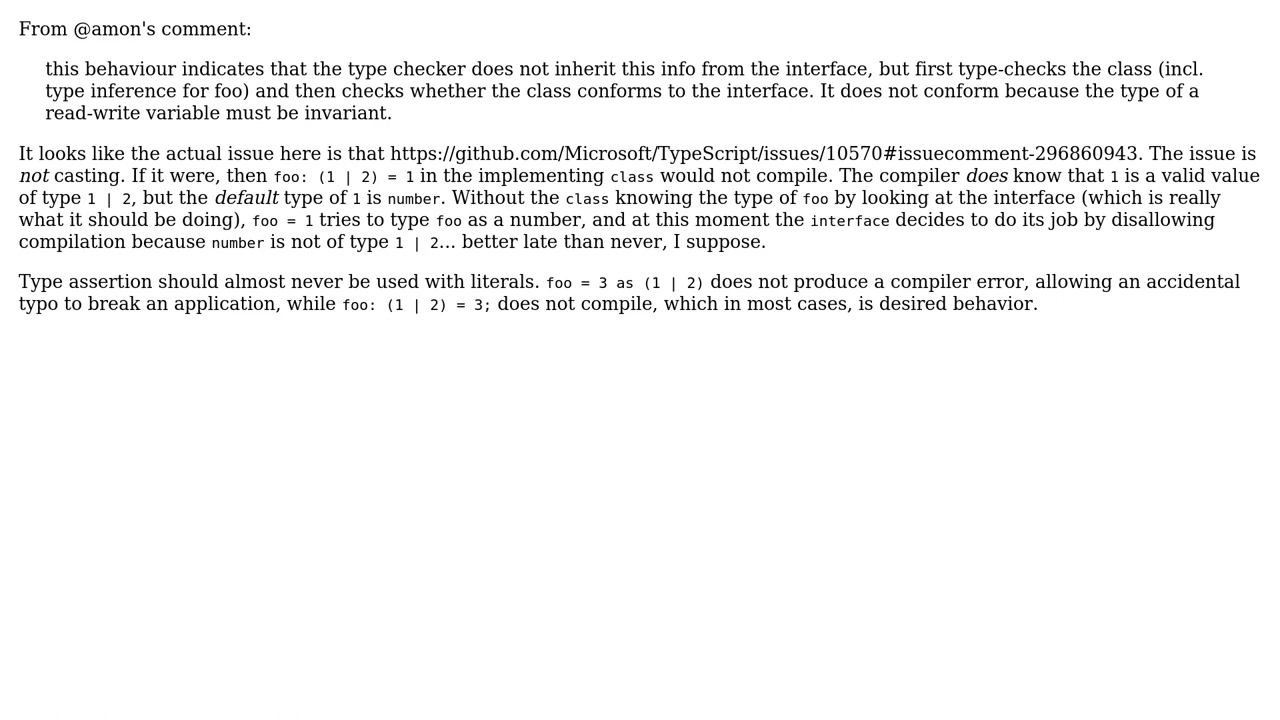 From @amon's comment:
this behaviour indicates that the type checker does not inherit this info from the interface, but first type-checks the class (incl.
type inference for foo) and then checks whether the class conforms to the interface. It does not conform because the type of a
read-write variable must be invariant.
It looks like the actual issue here is that https://github.com/Microsoft/TypeScript/issues/10570#issuecomment-296860943. The issue is
not casting. If it were, then foo: (1 | 2) = 1 in the implementing class would not compile. The compiler does know that 1 is a valid value
of type 1 | 2, but the default type of 1 is number. Without the class knowing the type of foo by looking at the interface (which is really
what it should be doing), foo = 1 tries to type foo as a number, and at this moment the interface decides to do its job by disallowing
compilation because number is not of type 1 | 2... better late than never, I suppose.
Type assertion should almost never be used with literals. foo = 3 as (1 | 2) does not produce a compiler error, allowing an accidental
typo to break an application, while foo: (1 | 2) = 3; does not compile, which in most cases, is desired behavior.